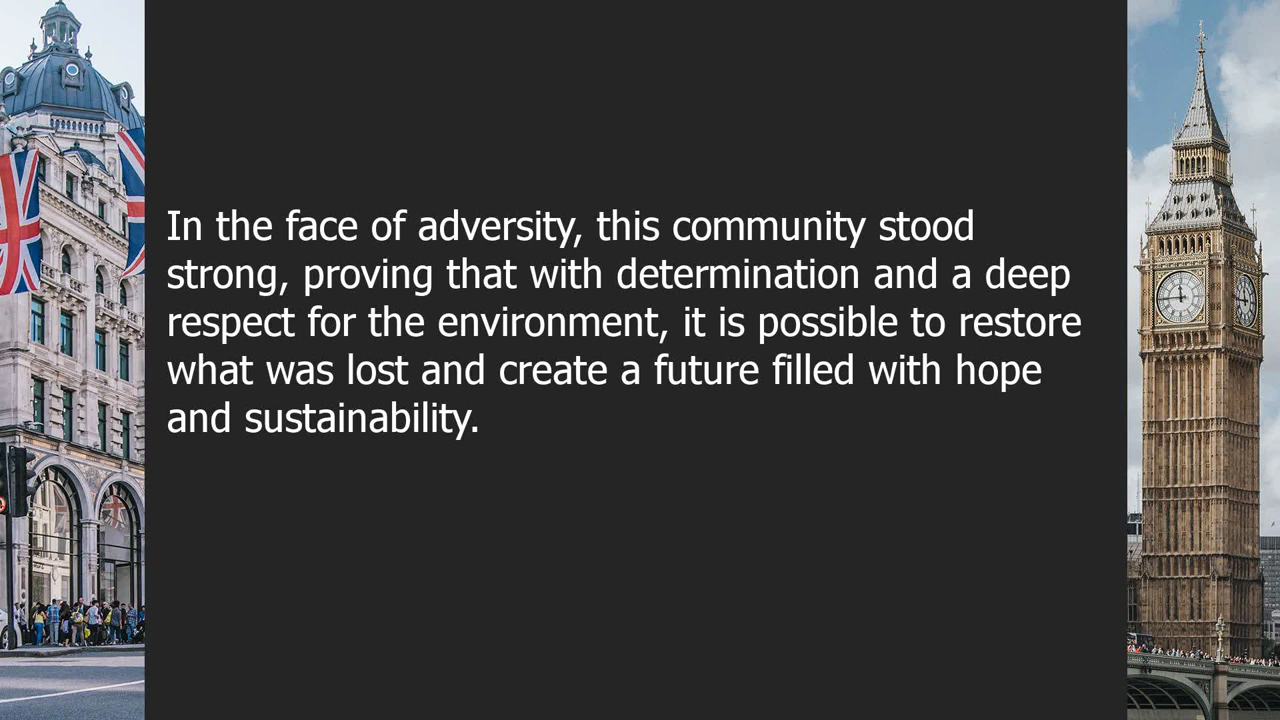 In the face of adversity, this community stood
strong, proving that with determination and a deep
respect for the environment, it is possible to restore
what was lost and create a future filled with hope
and sustainability.